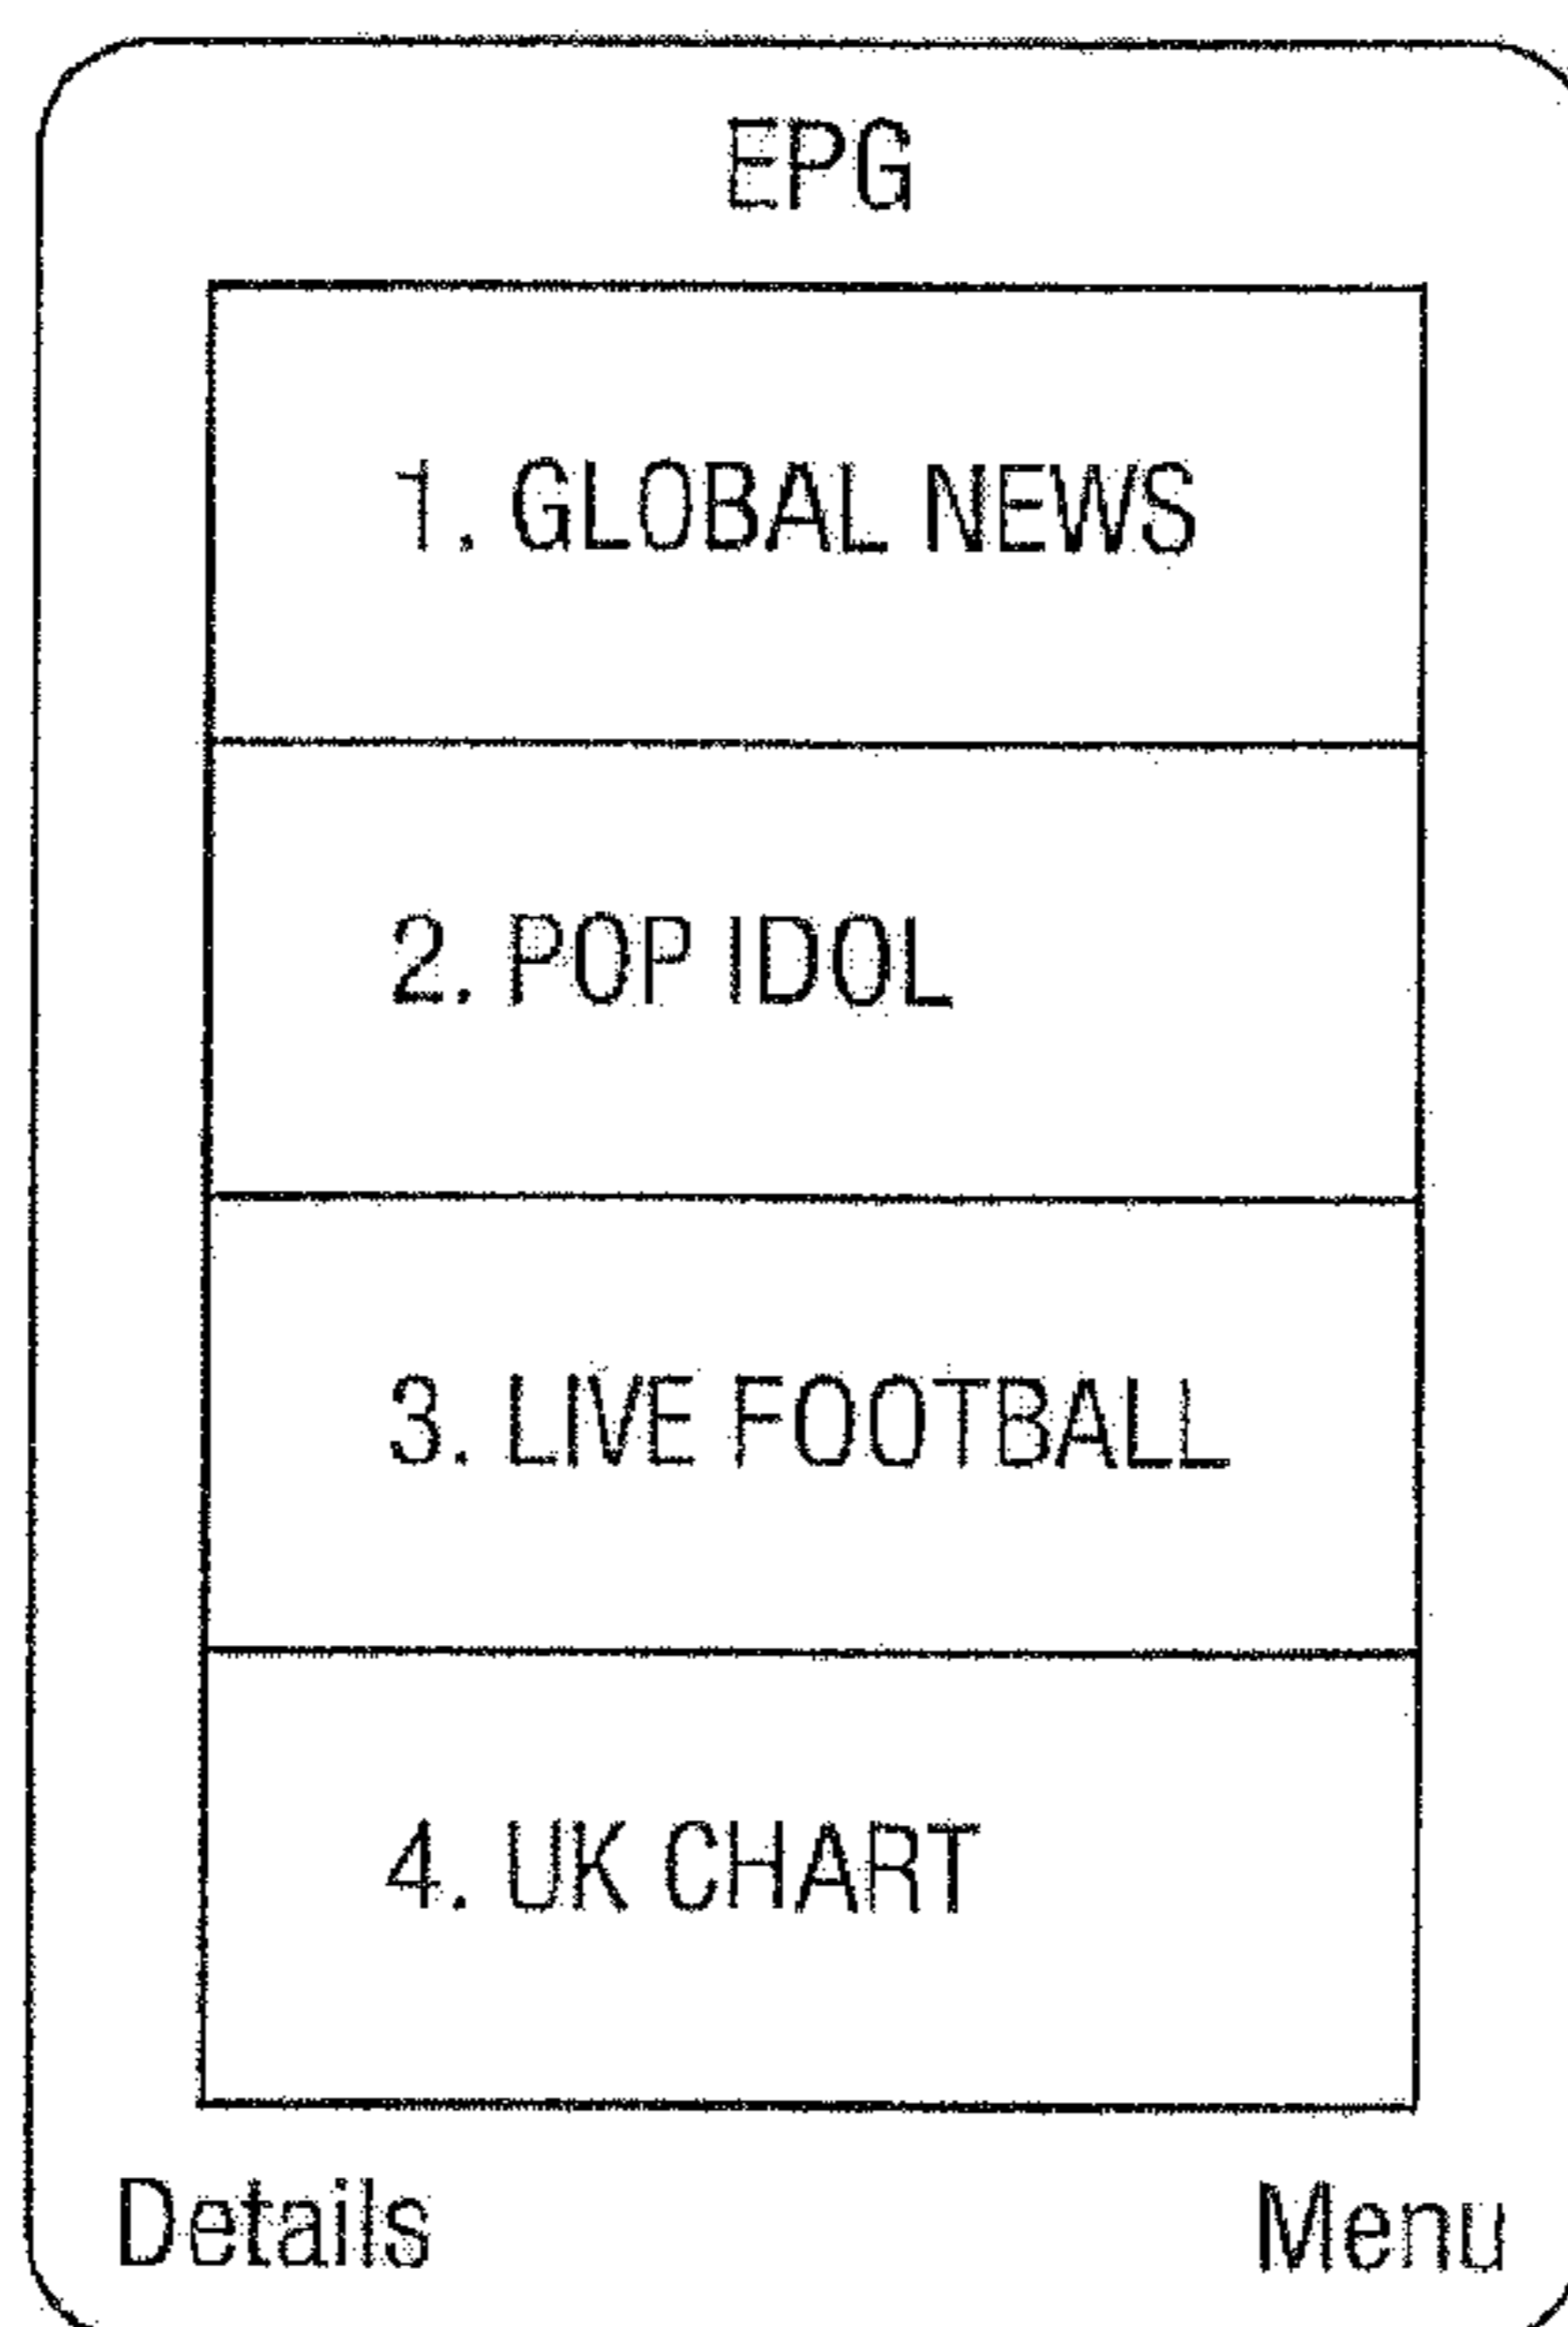 EPG
1. GLOBAL NEWS
2. POP IDOL
3. LIVE FOOTBALL
4. UK CHART
Details Menu